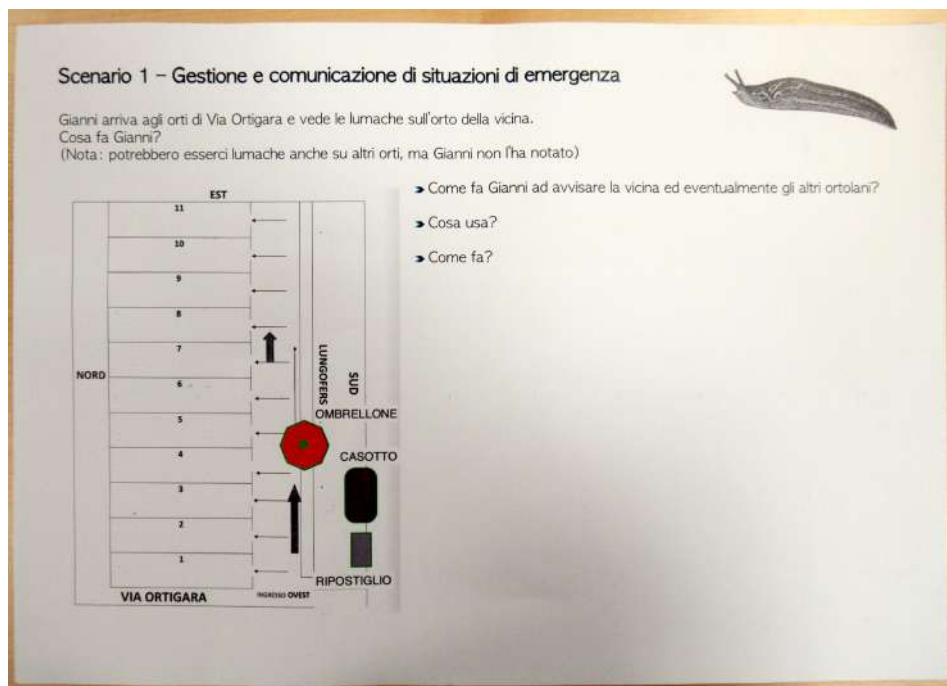 Scenario 1 – Gestione e comunicazione di situazioni di emergenza
Gianni arriva agli orti di Via Ortigara e vede le lumache sull'orto della vicina.
Cosa fa Gianni?
(Nota: potrebbero esserci lumache anche su altri orti, ma Gianni non l'ha notato)
Come fa Gianni ad avvisare la vicina ed eventualmente gli altri ortolani?
Cosa usa?
Come fa?
EST
11
10
9
8
7
NORD
6
5
4
3
2
1
LUNGOFERS
SUD
OMBRELLONE
CASOTTO
RIPOSTIGLIO
VIA ORTIGARA
INGRESSO OVEST